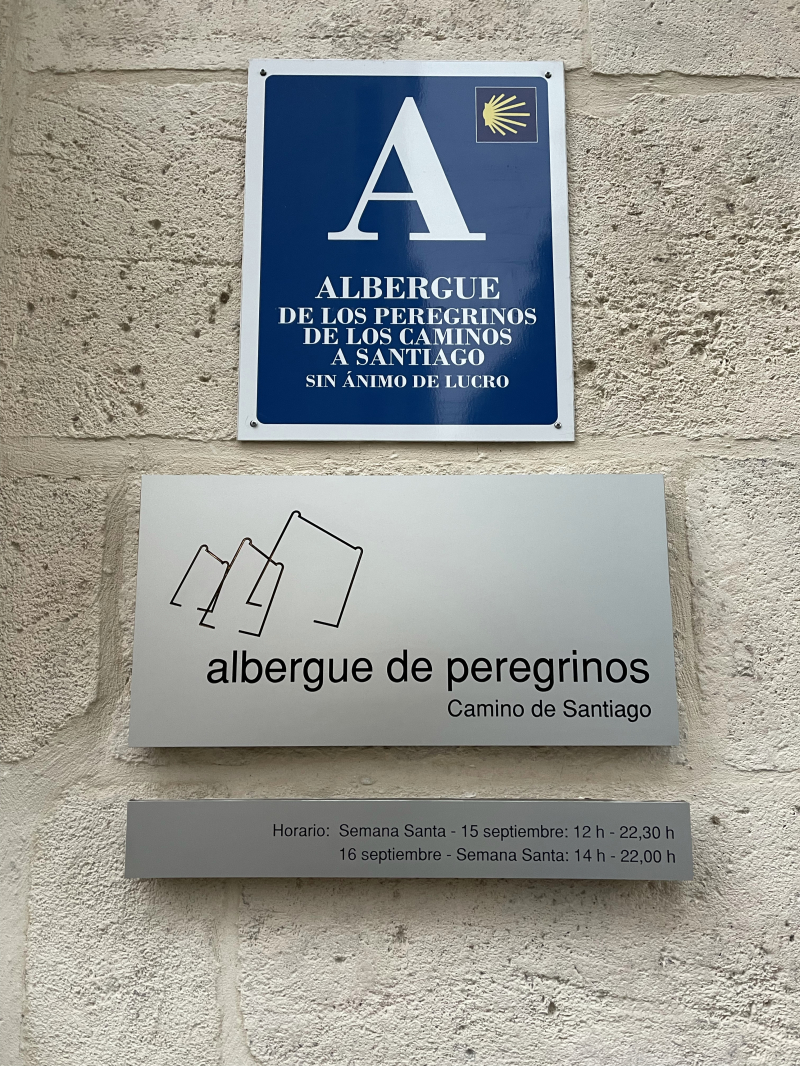 A
ALBERGUE
DE LOS PEREGRINOS
DE LOS CAMINOS
A SANTIAGO
SIN ÁNIMO DE LUCRO
albergue de peregrinos
Camino de Santiago
Horario: Semana Santa - 15 septiembre: 12 h - 22,30 h
16 septiembre - Semana Santa: 14 h - 22,00 h